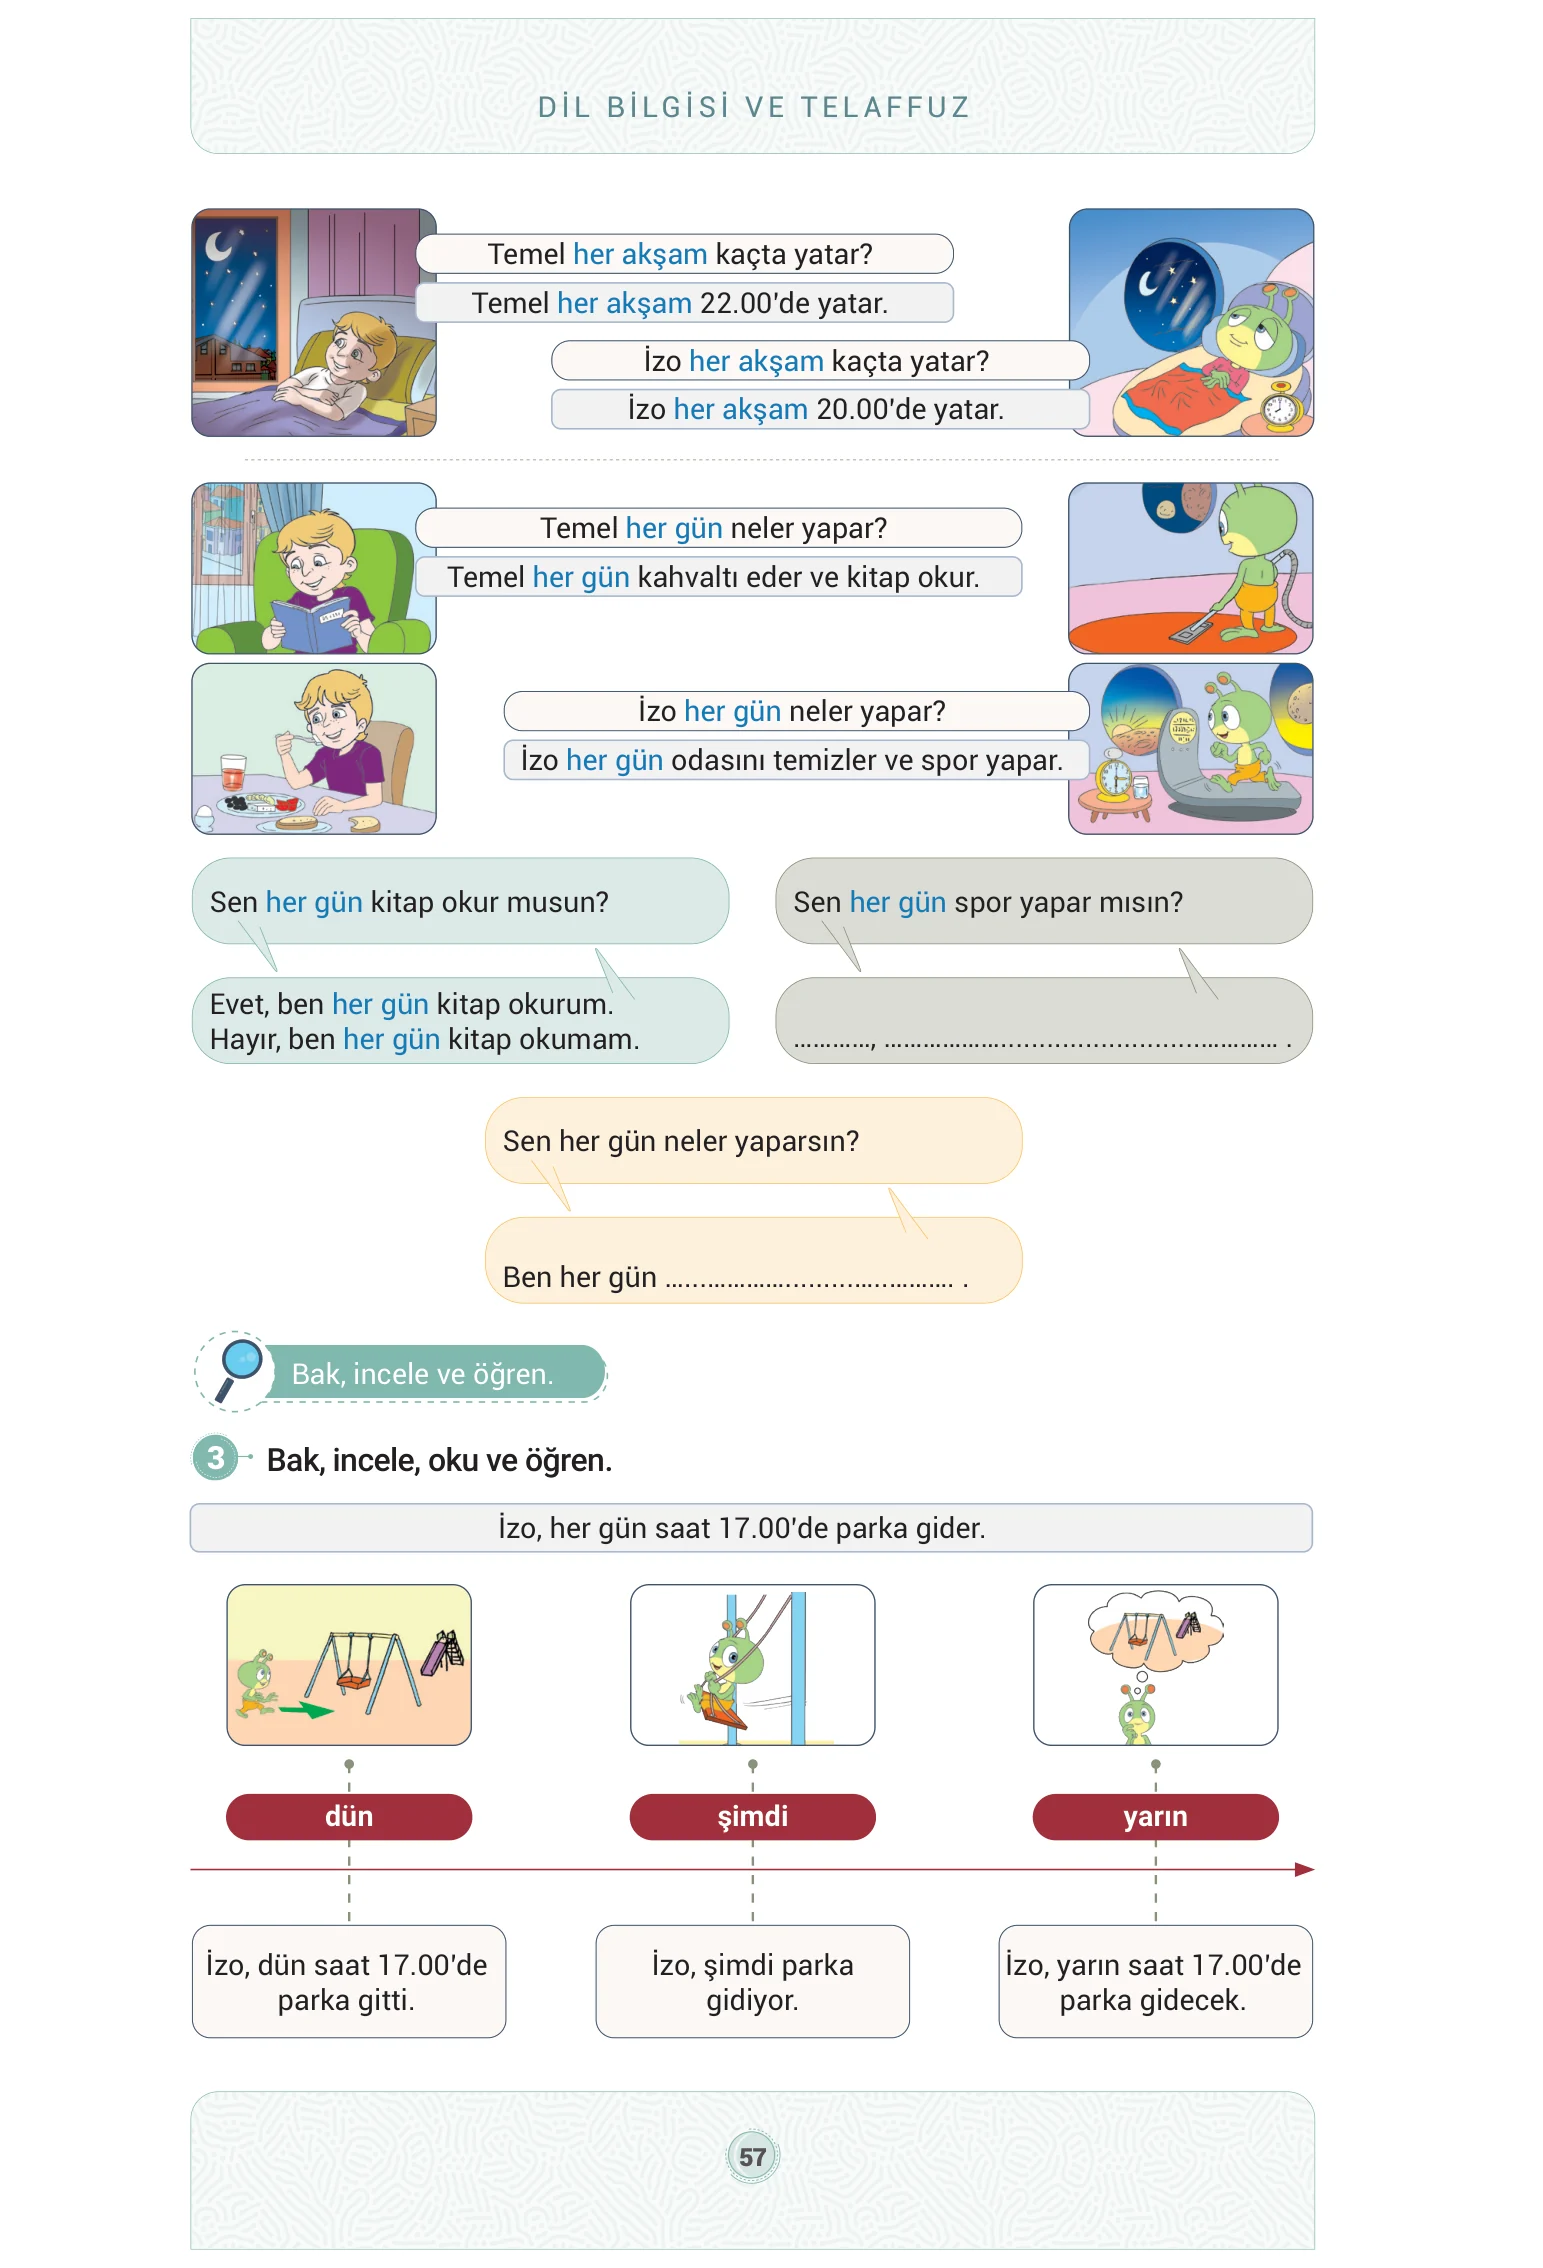 DİL BİLGİSİ VE TELAFFUZ
Temel her akşam kaçta yatar?
Temel her akşam 22.00'de yatar.
İzo her akşam kaçta yatar?
İzo her akşam 20.00'de yatar.
Temel her gün neler yapar?
Temel her gün kahvaltı eder ve kitap okur.
İzo her gün neler yapar?
İzo her gün odasını temizler ve spor yapar.
Sen her gün kitap okur musun?
Evet, ben her gün kitap okurum.
Hayır, ben her gün kitap okumam.
Sen her gün spor yapar mısın?
............, ............................................................ .
Sen her gün neler yaparsın?
Ben her gün .......................................... .
Bak, incele ve öğren.
3 Bak, incele, oku ve öğren.
İzo, her gün saat 17.00'de parka gider.
dün
şimdi
yarın
İzo, dün saat 17.00'de
parka gitti.
İzo, şimdi parka
gidiyor.
İzo, yarın saat 17.00'de
parka gidecek.
57